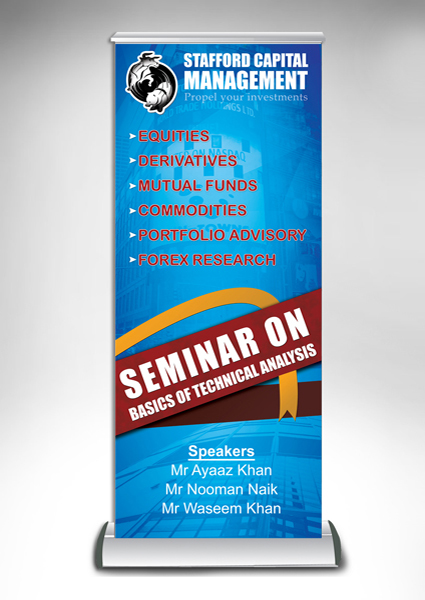 STAFFORD CAPITAL
MANAGEMENT
Propel your investments
EQUITIES
DERIVATIVES
MUTUAL FUNDS
COMMODITIES
PORTFOLIO ADVISORY
FOREX RESEARCH
SEMINAR ON
BASICS OF TECHNICAL ANALYSIS
Speakers
Mr Ayaaz Khan
Mr Nooman Naik
Mr Waseem Khan